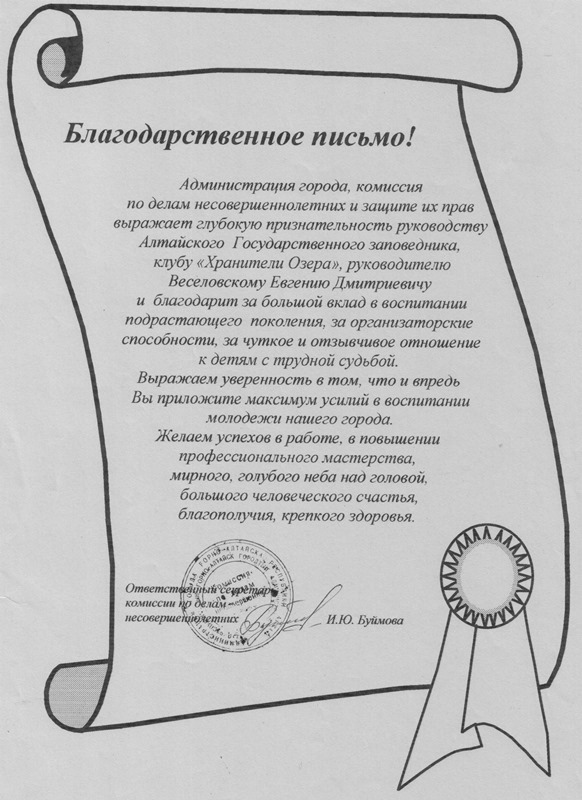 Благодарственное письмо!
Администрация города, комиссия
по делам несовершеннолетних и защите их прав
выражает глубокую признательность руководству
Алтайского Государственного заповедника,
клубу «Хранители Озера», руководителю
Веселовскому Евгению Дмитриевичу
и благодарит за большой вклад в воспитании
подрастающего поколения, за организаторские
способности, за чуткое и отзывчивое отношение
к детям с трудной судьбой.
Выражаем уверенность в том, что и впредь
Вы приложите максимум усилий в воспитании
молодежи нашего города.
Желаем успехов в работе, в повышении
профессионального мастерства,
мирного, голубого неба над головой,
большого человеческого счастья,
благополучия, крепкого здоровья.
Ответственный секретарь
комиссии по делам
несовершеннолетних И.Ю. Буймова